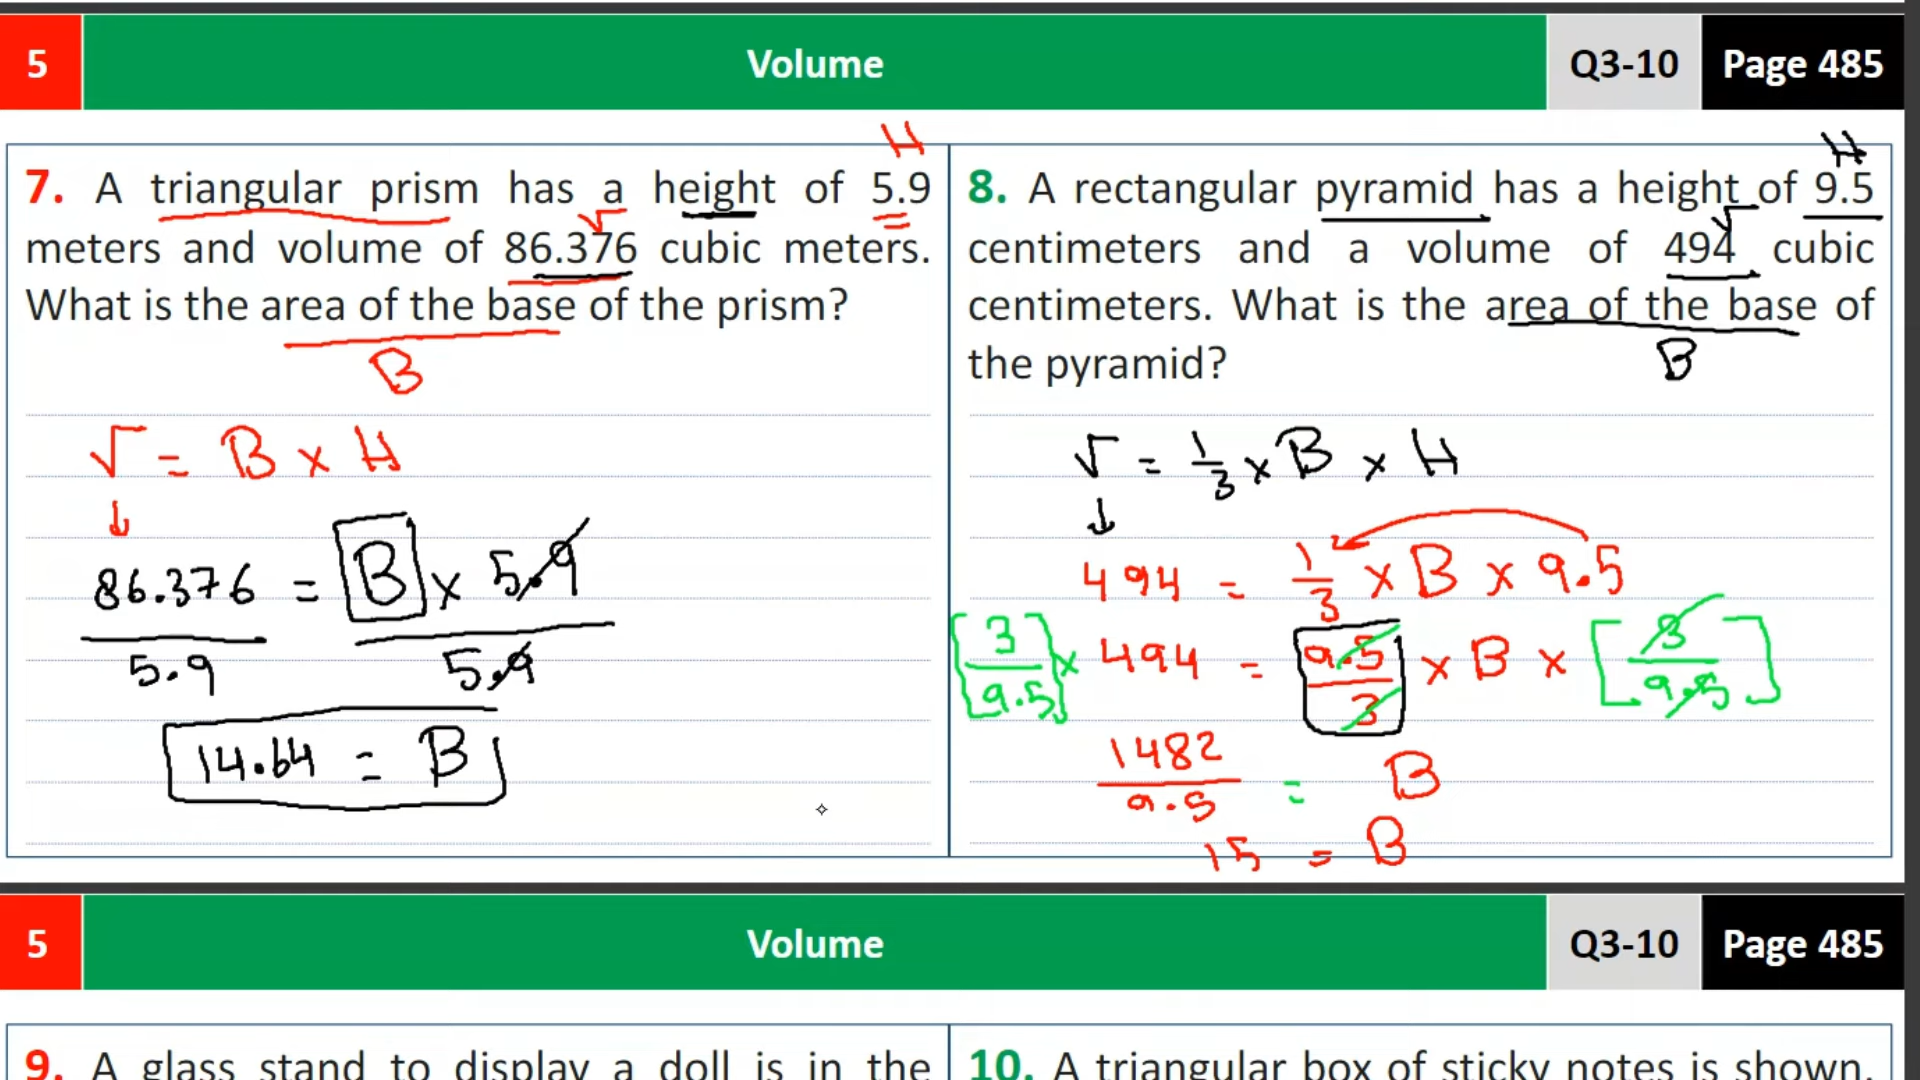 5 Volume Q3-10 Page 485
H
7. A triangular prism has a height of 5.9
V
meters and volume of 86.376 cubic meters.
What is the area of the base of the prism?
B
V = B x H
↓
86.376 = B x 5.9
5.9 5.9
14.64 = B
H
8. A rectangular pyramid has a height of 9.5
V
centimeters and a volume of 494 cubic
centimeters. What is the area of the base of
B
the pyramid?
V = 1/3 x B x H
↓
494 = 1/3 x B x 9.5
[3/9.5] x 494 = 9.5/3 x B x [3/9.5]
1482/9.5 = B
15 = B
5 Volume Q3-10 Page 485
9. A glass stand to display a doll is in the
10. A triangular box of sticky notes is shown.